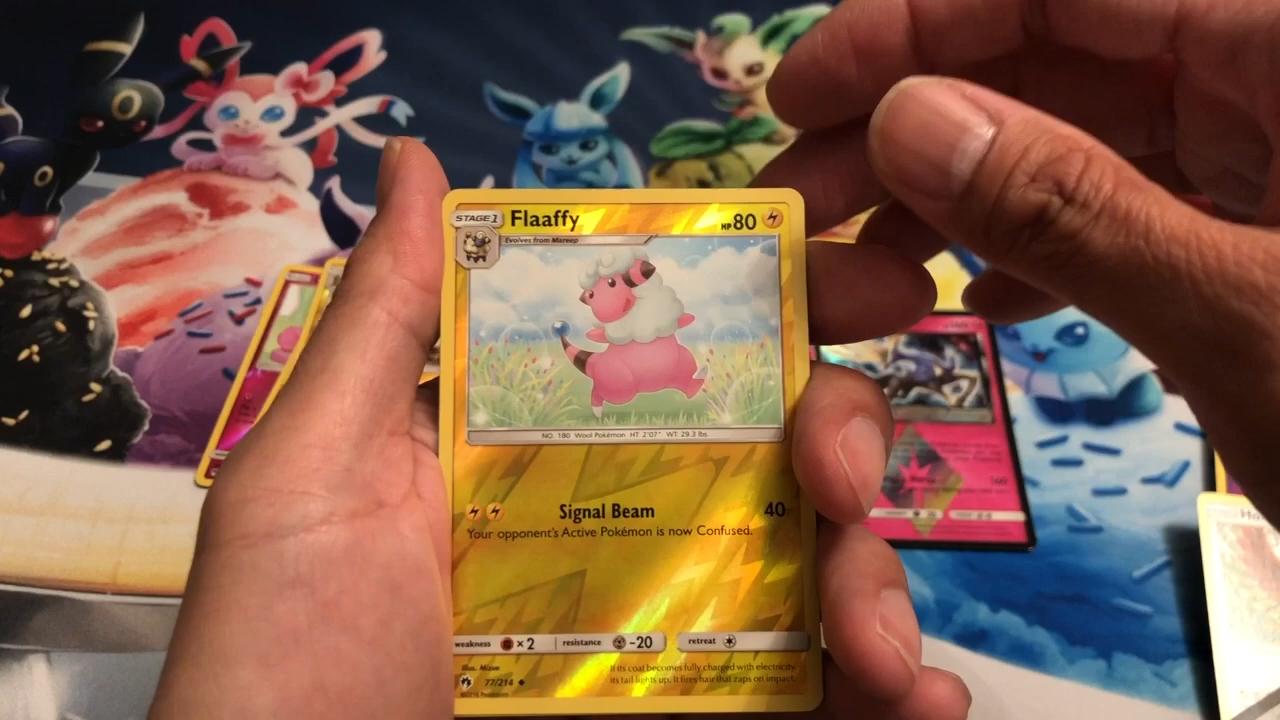 STAGE 1 Flaaffy HP 80
Evolves from Mareep
NO. 180 Wool Pokémon HT: 2'07" WT: 29.3 lbs
Signal Beam 40
Your opponent's Active Pokémon is now Confused.
weakness ×2 resistance -20 retreat
Illus. Mizue
If its coat becomes fully charged with electricity,
its tail lights up. It fires hair that zaps on impact.
77/214